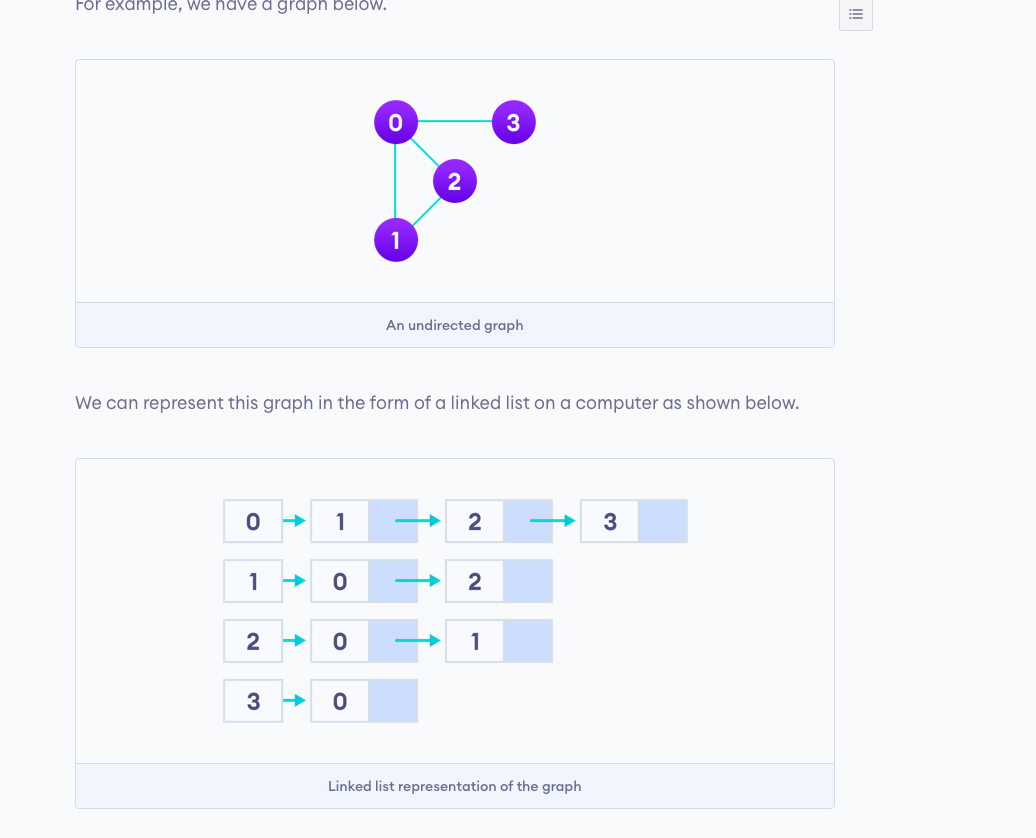 For example, we have a graph below.
0 3
2
1
An undirected graph
We can represent this graph in the form of a linked list on a computer as shown below.
0 1 2 3
1 0 2
2 0 1
3 0
Linked list representation of the graph